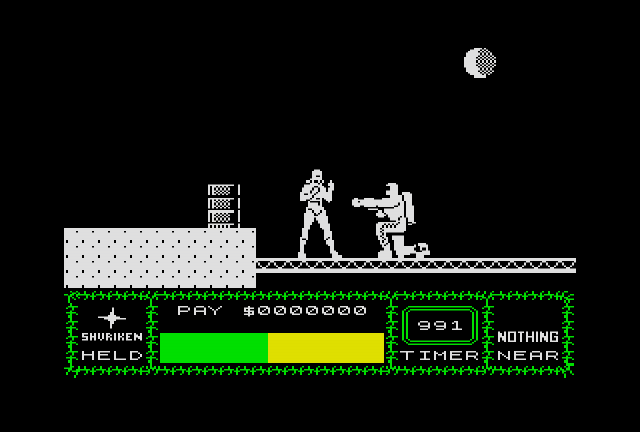 PAY $0000000
991
SHURIKEN
HELD
TIMER
NOTHING
NEAR